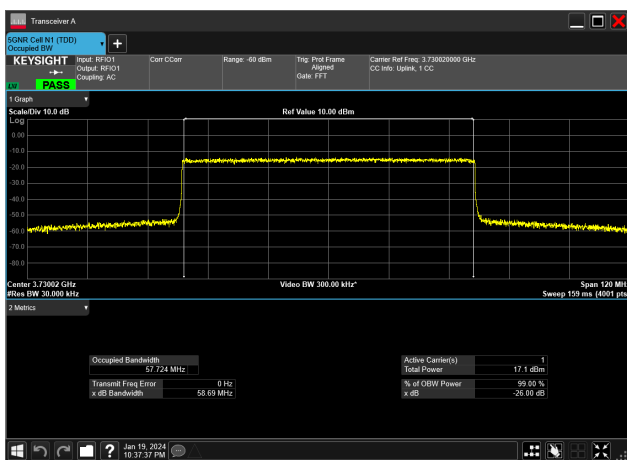 Transceiver A
5GNR Cell N1 (TDD)
Occupied BW
+
KEYSIGHT
PASS
Input: RFIO1
Output: RFIO1
Coupling: AC
Corr CCorr
Range: -60 dBm
Trig: Prot Frame
Aligned
Gate: FFT
Carrier Ref Freq: 3.730020000 GHz
CC Info: Uplink, 1 CC
1 Graph
Scale/Div 10.0 dB
Ref Value 10.00 dBm
Log
0.00
-10.0
-20.0
-30.0
-40.0
-50.0
-60.0
-70.0
-80.0
Center 3.73002 GHz
Video BW 300.00 kHz*
Span 120 MH
#Res BW 30.000 kHz
Sweep 159 ms (4001 pts
2 Metrics
Occupied Bandwidth
57.724 MHz
Active Carrier(s) 1
Total Power 17.1 dBm
Transmit Freq Error 0 Hz
x dB Bandwidth 58.69 MHz
% of OBW Power 99.00 %
x dB -26.00 dB
?
Jan 19, 2024
10:37:37 PM